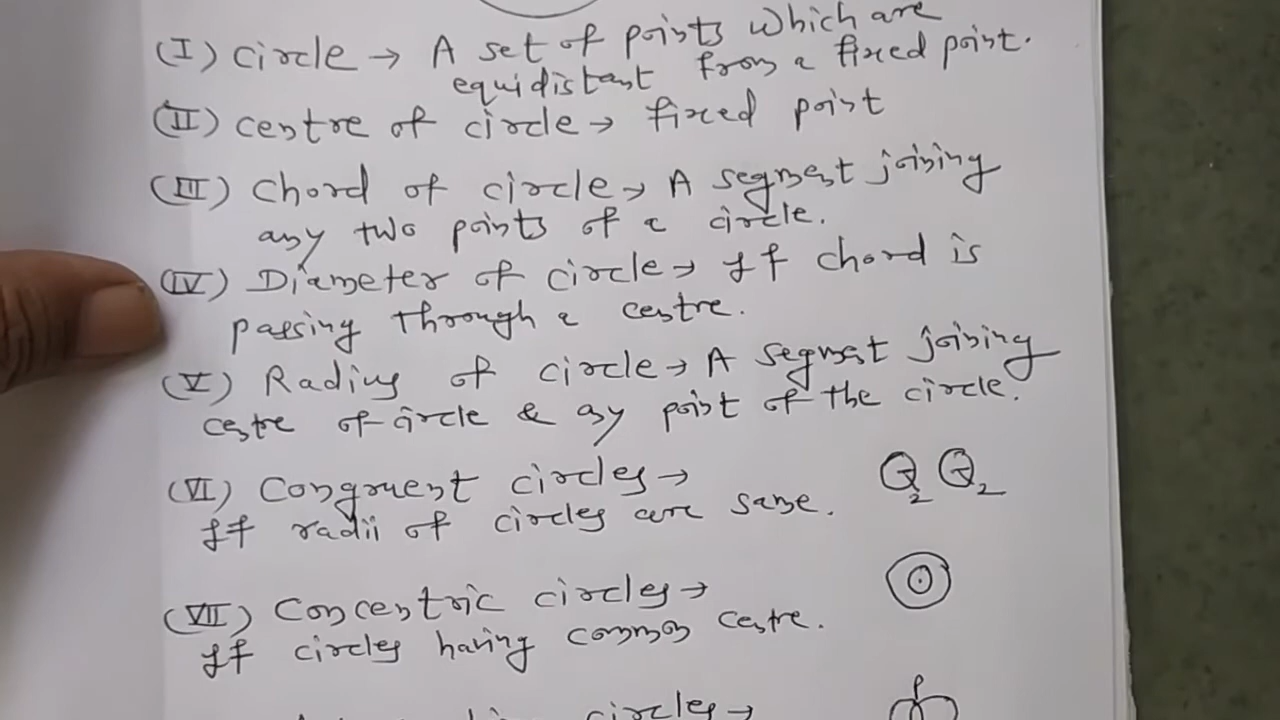 (I) Circle → A set of points which are
equidistant from a fixed point.
(II) Centre of circle → fixed point
(III) Chord of circle → A segment joining
any two points of a circle.
(IV) Diameter of circle → If chord is
passing through a centre.
(V) Radius of circle → A segment joining
centre of circle & any point of the circle.
(VI) Congruent circles →
If radii of circles are same.
2 2
(VII) Concentric circles →
If circles having common centre.
circles →
P